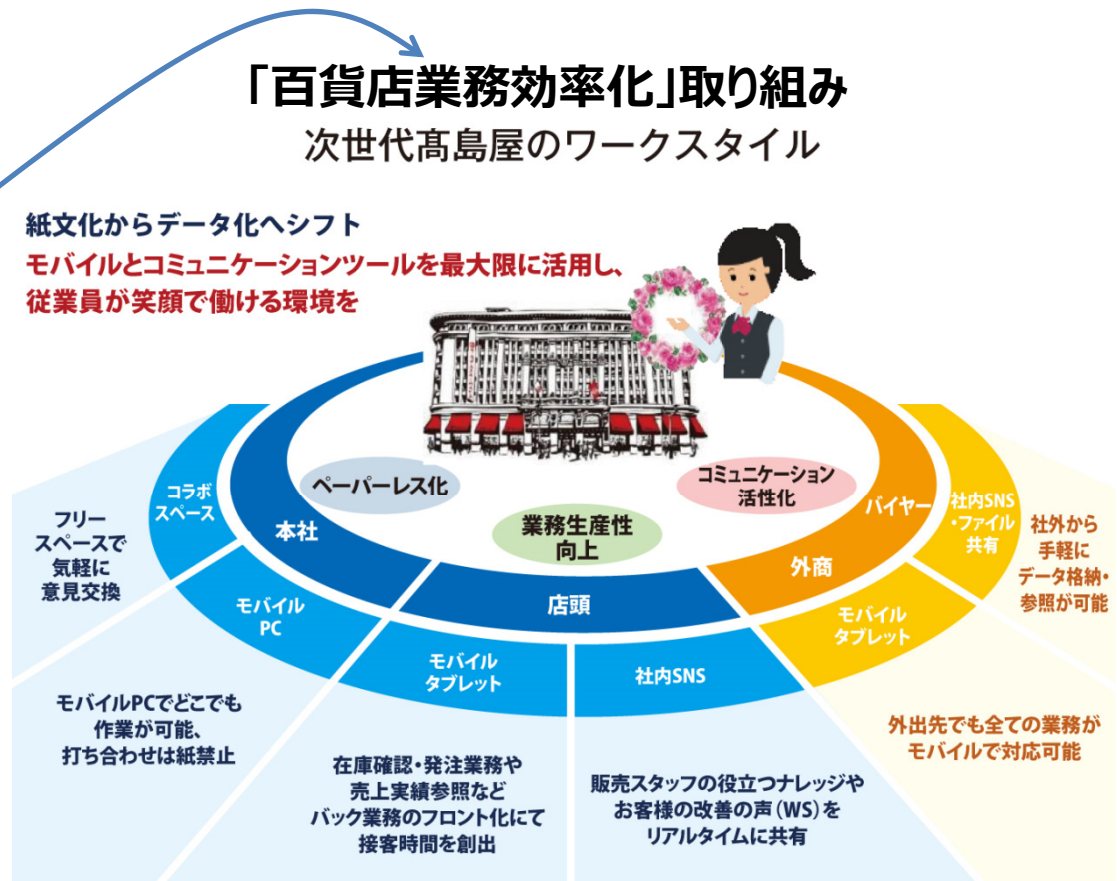 「百貨店業務効率化」取り組み
次世代髙島屋のワークスタイル
紙文化からデータ化へシフト
モバイルとコミュニケーションツールを最大限に活用し、
従業員が笑顔で働ける環境を
ペーパーレス化
業務生産性
向上
コミュニケーション
活性化
本社
店頭
外商
バイヤー
コラボ
スペース
モバイル
PC
モバイル
タブレット
社内SNS
モバイル
タブレット
社内SNS
・ファイル
共有
フリー
スペースで
気軽に
意見交換
モバイルPCでどこでも
作業が可能、
打ち合わせは紙禁止
在庫確認・発注業務や
売上実績参照など
バック業務のフロント化にて
接客時間を創出
販売スタッフの役立つナレッジや
お客様の改善の声（WS）を
リアルタイムに共有
外出先でも全ての業務が
モバイルで対応可能
社外から
手軽に
データ格納・
参照が可能